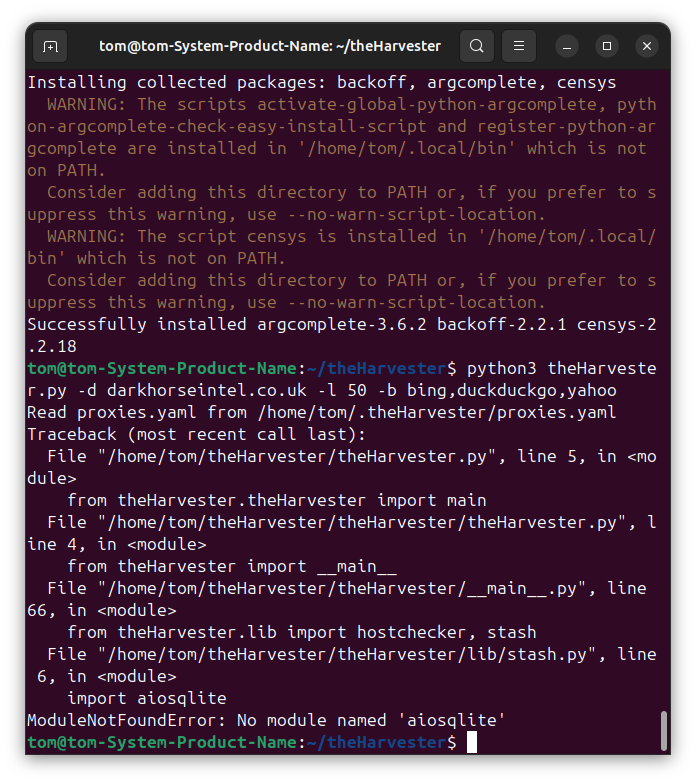 tom@tom-System-Product-Name: ~/theHarvester
Installing collected packages: backoff, argcomplete, censys
  WARNING: The scripts activate-global-python-argcomplete, pyth
on-argcomplete-check-easy-install-script and register-python-ar
gcomplete are installed in '/home/tom/.local/bin' which is not
on PATH.
  Consider adding this directory to PATH or, if you prefer to s
uppress this warning, use --no-warn-script-location.
  WARNING: The script censys is installed in '/home/tom/.local/
bin' which is not on PATH.
  Consider adding this directory to PATH or, if you prefer to s
uppress this warning, use --no-warn-script-location.
Successfully installed argcomplete-3.6.2 backoff-2.2.1 censys-2
.2.18
tom@tom-System-Product-Name:~/theHarvester$ python3 theHarveste
r.py -d darkhorseintel.co.uk -l 50 -b bing,duckduckgo,yahoo
Read proxies.yaml from /home/tom/.theHarvester/proxies.yaml
Traceback (most recent call last):
  File "/home/tom/theHarvester/theHarvester.py", line 5, in <mo
dule>
    from theHarvester.theHarvester import main
  File "/home/tom/theHarvester/theHarvester/theHarvester.py", l
ine 4, in <module>
    from theHarvester import __main__
  File "/home/tom/theHarvester/theHarvester/__main__.py", line
66, in <module>
    from theHarvester.lib import hostchecker, stash
  File "/home/tom/theHarvester/theHarvester/lib/stash.py", line
 6, in <module>
    import aiosqlite
ModuleNotFoundError: No module named 'aiosqlite'
tom@tom-System-Product-Name:~/theHarvester$